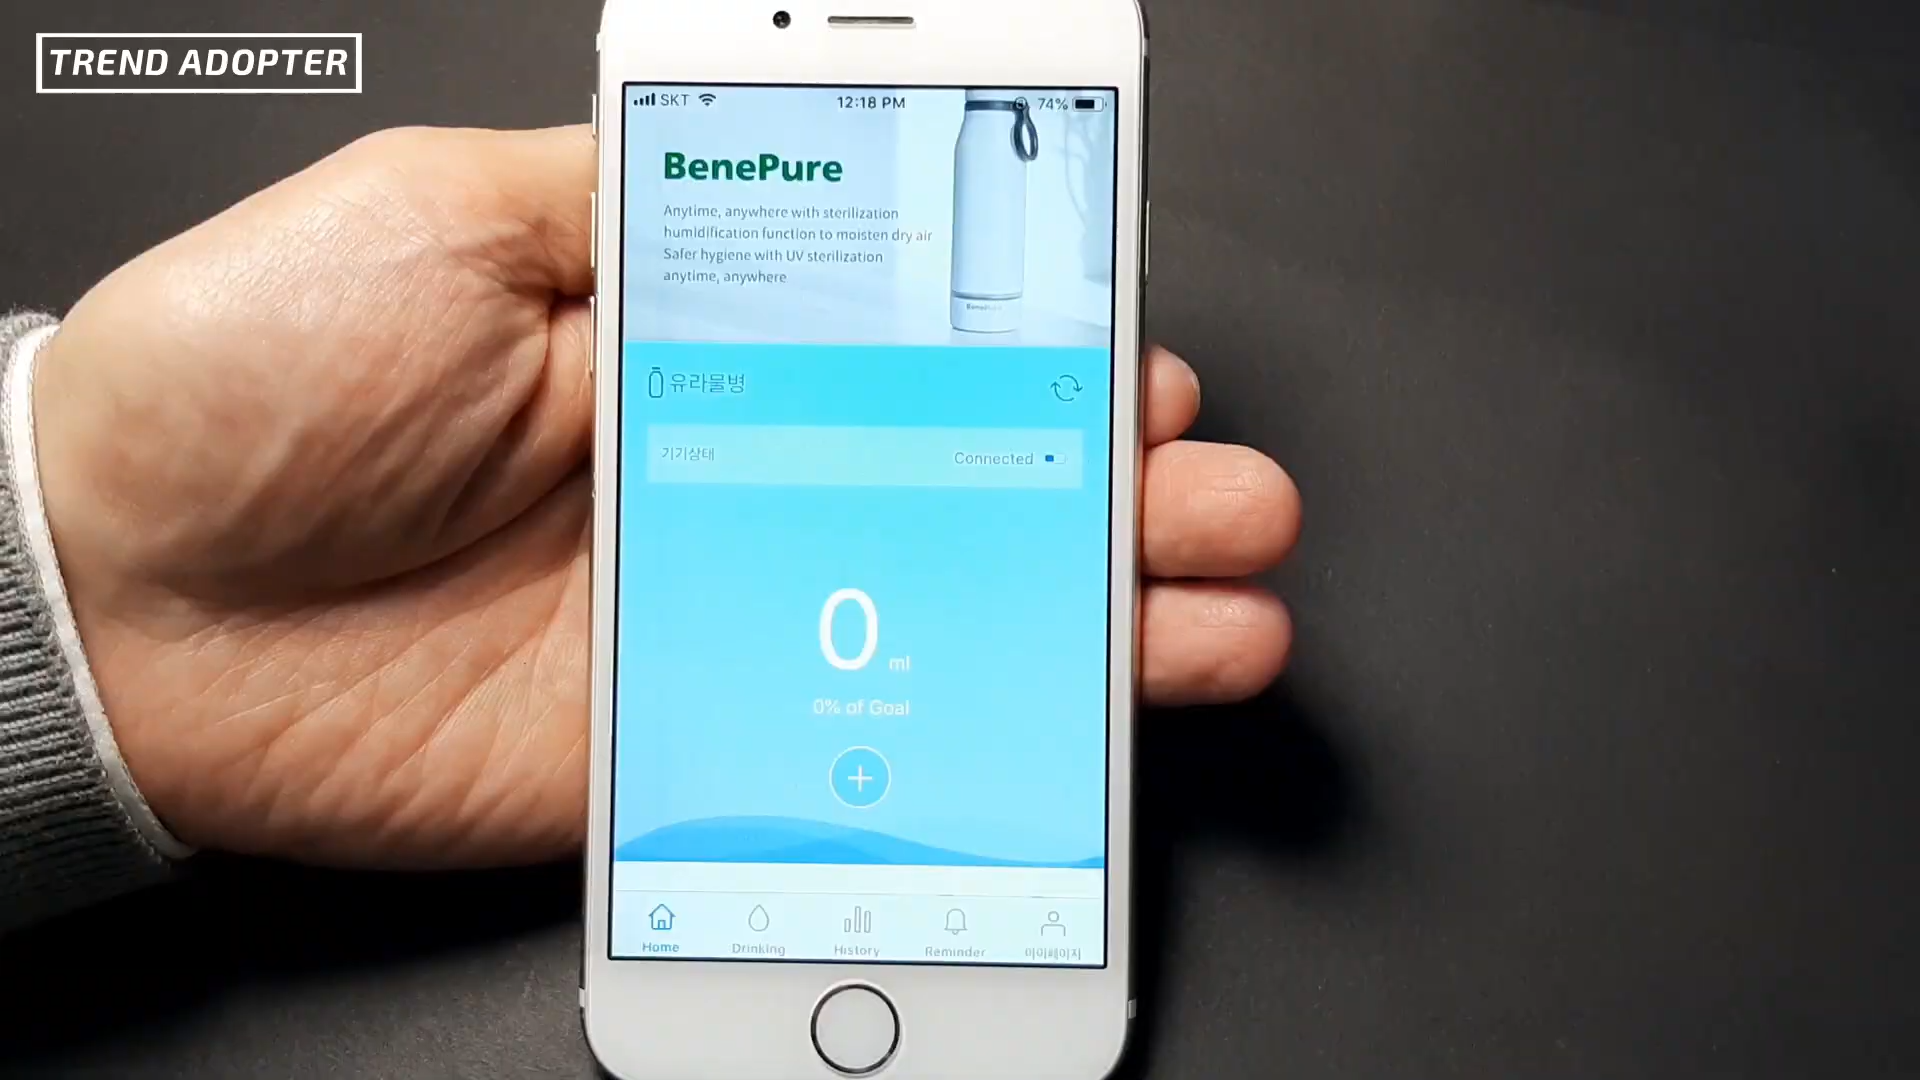 TREND ADOPTER
SKT 12:18 PM 74%
BenePure
Anytime, anywhere with sterilization
humidification function to moisten dry air
Safer hygiene with UV sterilization
anytime, anywhere
BenePure
유라물병
기기상태 Connected
0 ml
0% of Goal
+
Home Drinking History Reminder 마이페이지